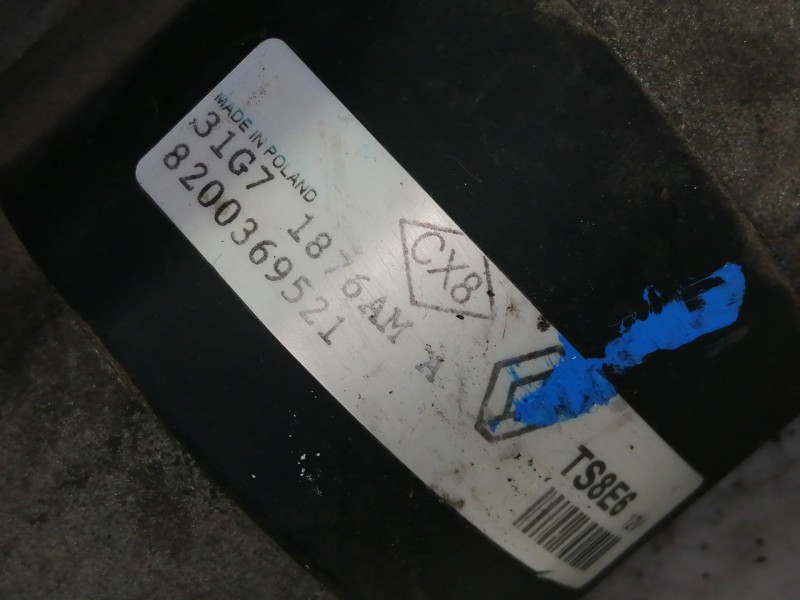 MADE IN POLAND
31G7 1876AM A
8200369521
CX8
TS8E6